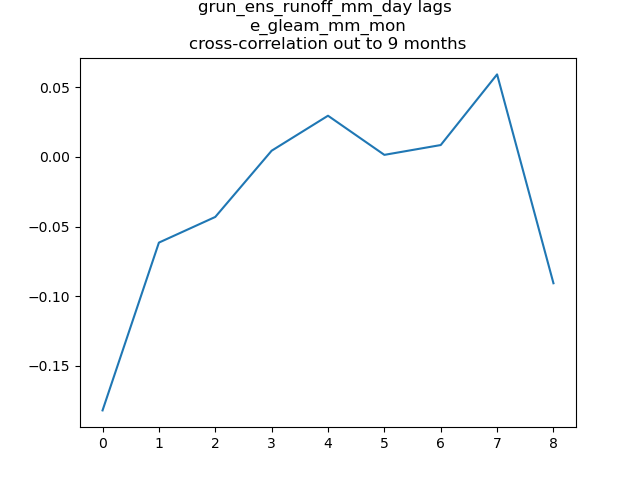 grun_ens_runoff_mm_day lags
e_gleam_mm_mon
cross-correlation out to 9 months
0.05
0.00
−0.05
−0.10
−0.15
0 1 2 3 4 5 6 7 8